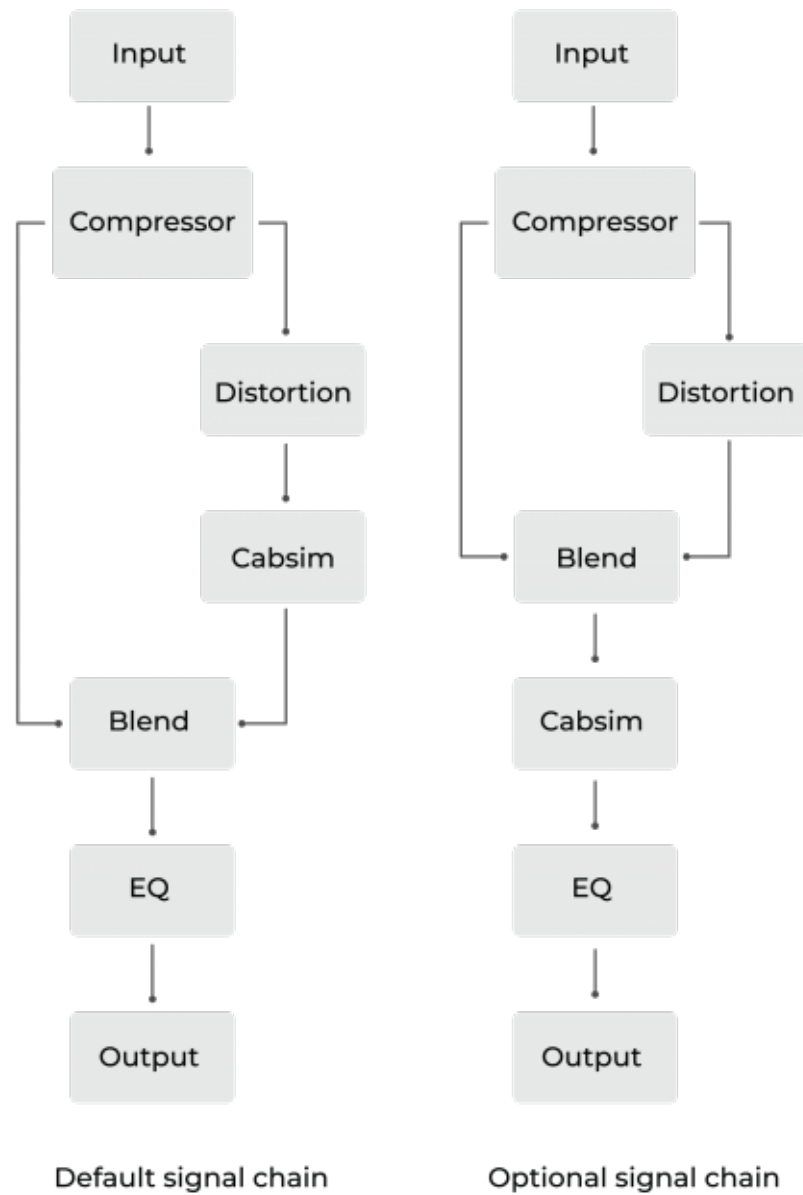 Input
Compressor
Distortion
Cabsim
Blend
EQ
Output
Default signal chain
Input
Compressor
Distortion
Blend
Cabsim
EQ
Output
Optional signal chain